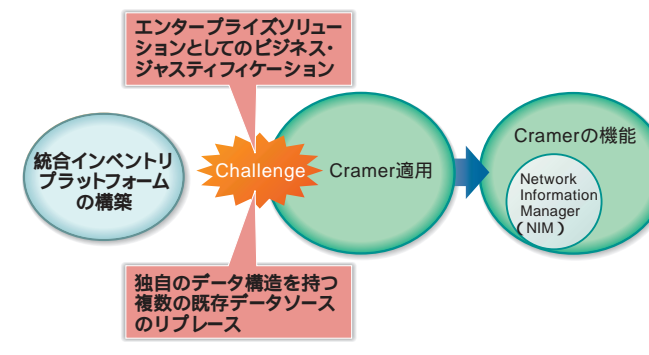 エンタープライズソリュー
ションとしてのビジネス・
ジャスティフィケーション
統合インベントリ
プラットフォーム
の構築
Challenge
Cramer適用
Cramerの機能
Network
Information
Manager
(NIM)
独自のデータ構造を持つ
複数の既存データソース
のリプレース